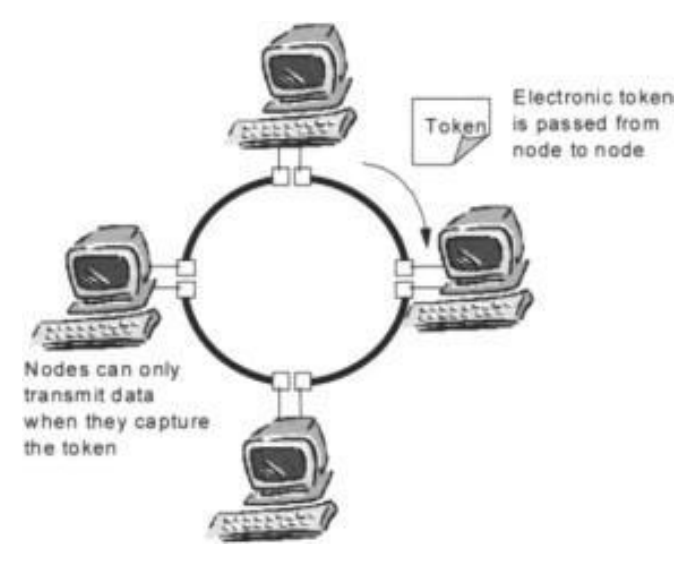 Electronic token
is passed from
node to node
Token
Nodes can only
transmit data
when they capture
the token